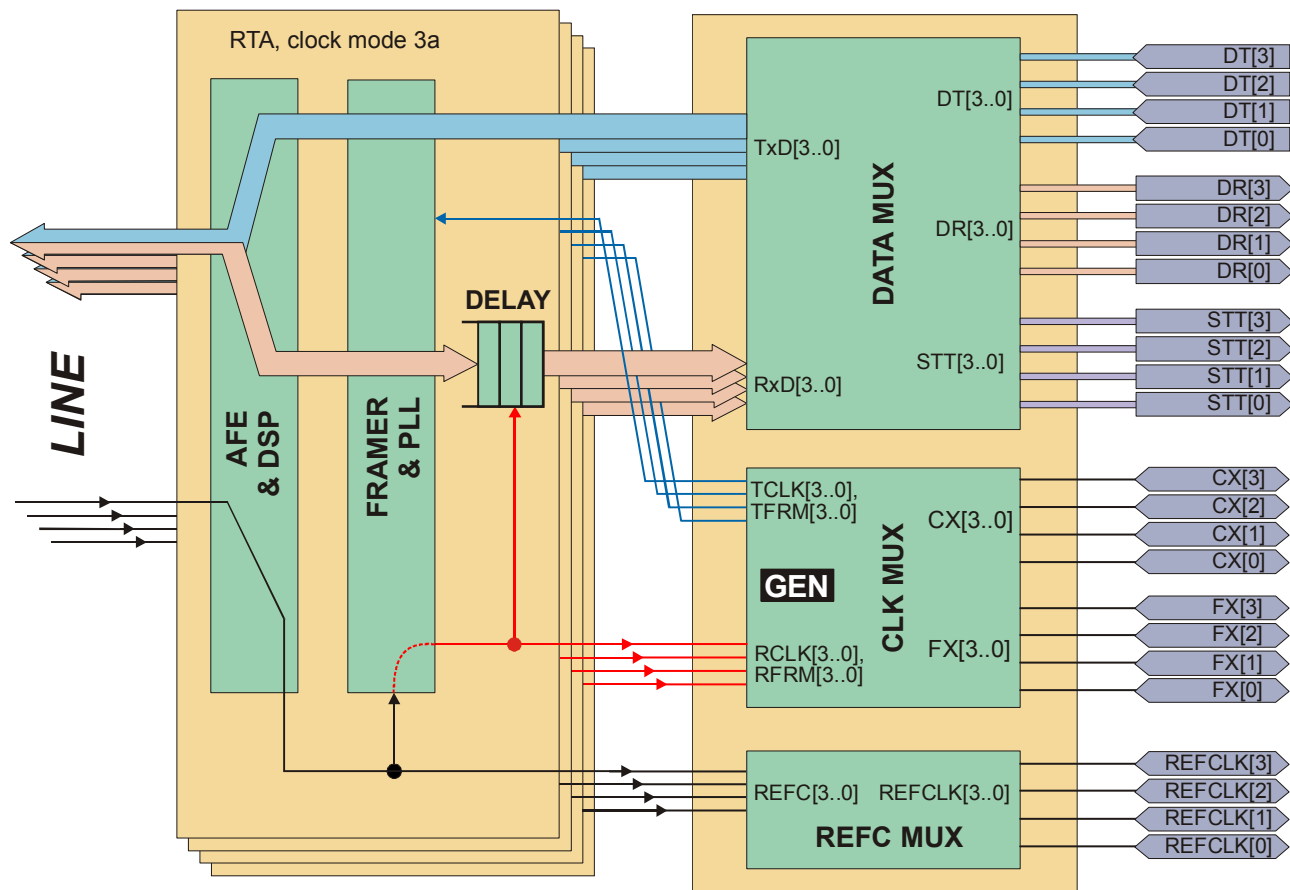 RTA, clock mode 3a
LINE
AFE
& DSP
FRAMER
& PLL
DELAY
TxD[3..0]
RxD[3..0]
DATA MUX
DT[3..0]
DR[3..0]
STT[3..0]
TCLK[3..0],
TFRM[3..0]
GEN
CLK MUX
RCLK[3..0],
RFRM[3..0]
CX[3..0]
FX[3..0]
REFC[3..0]
REFCLK[3..0]
REFC MUX
DT[3]
DT[2]
DT[1]
DT[0]
DR[3]
DR[2]
DR[1]
DR[0]
STT[3]
STT[2]
STT[1]
STT[0]
CX[3]
CX[2]
CX[1]
CX[0]
FX[3]
FX[2]
FX[1]
FX[0]
REFCLK[3]
REFCLK[2]
REFCLK[1]
REFCLK[0]